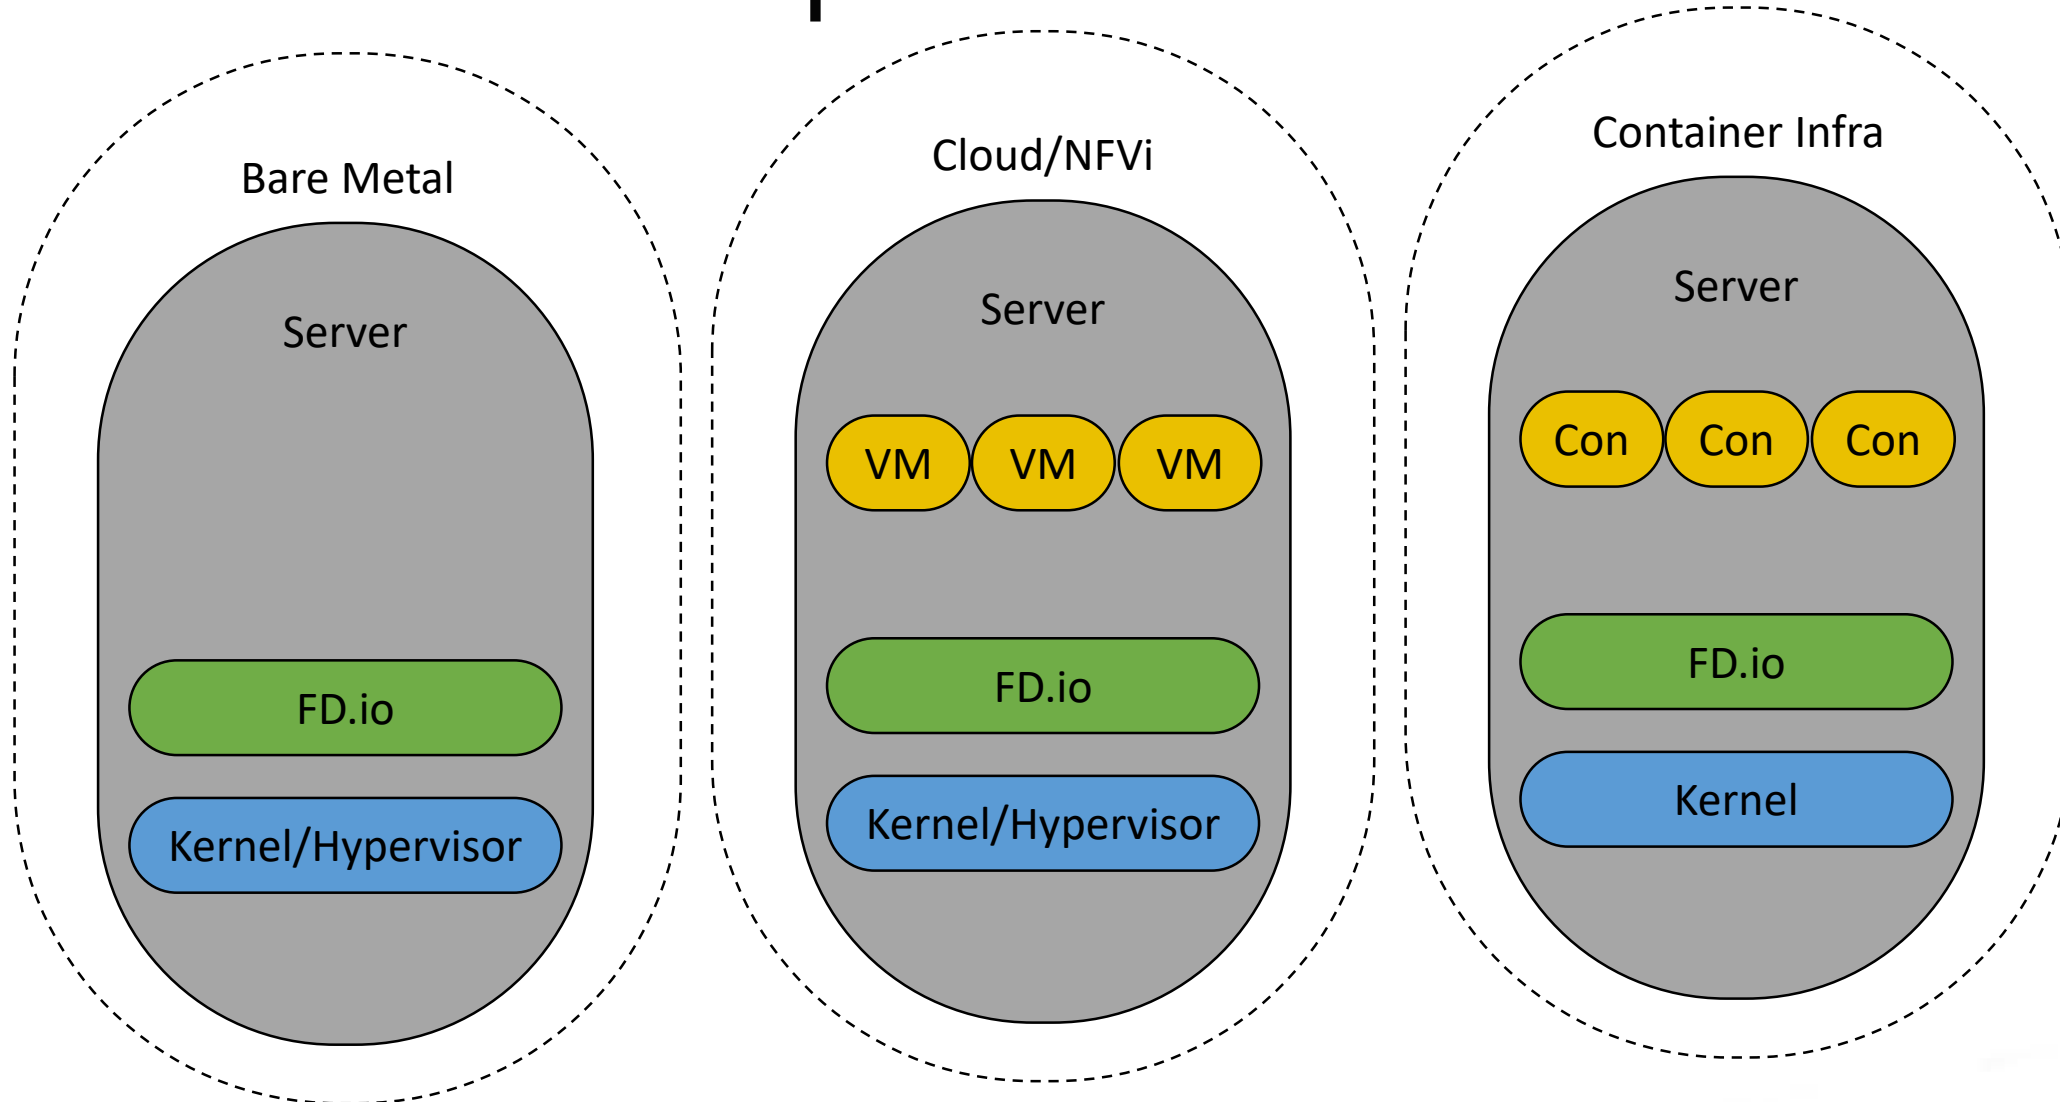 Bare Metal
Server
FD.io
Kernel/Hypervisor
Cloud/NFVi
Server
VM VM VM
FD.io
Kernel/Hypervisor
Container Infra
Server
Con Con Con
FD.io
Kernel